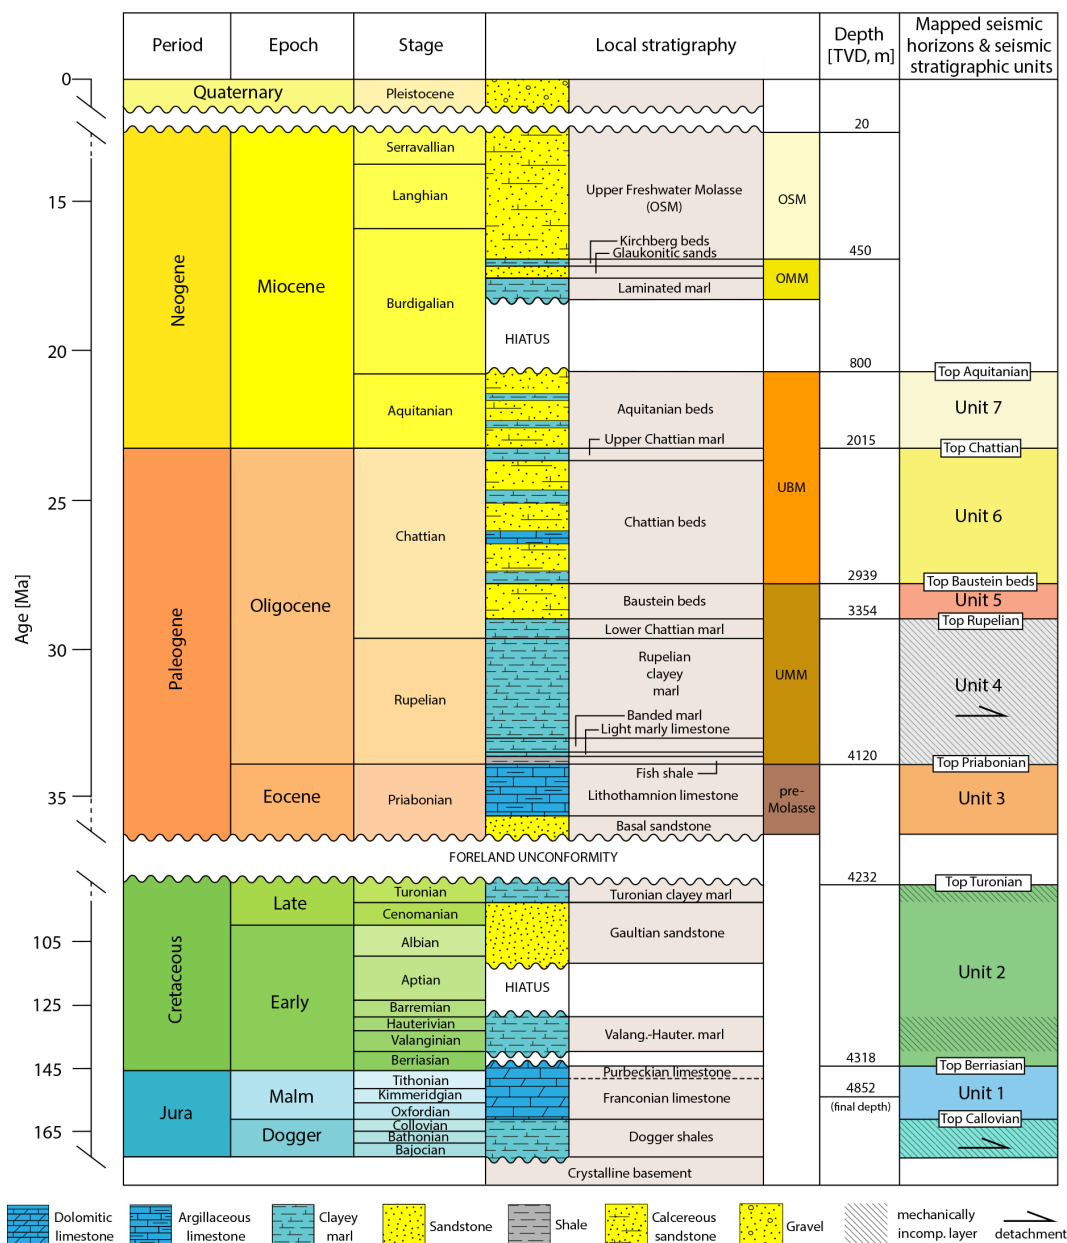 Period
Epoch
Stage
Local stratigraphy
Depth
[TVD, m]
Mapped seismic
horizons & seismic
stratigraphic units
Age [Ma]
0
15
20
25
30
35
105
125
145
165
Quaternary
Neogene
Paleogene
Cretaceous
Jura
Miocene
Oligocene
Eocene
Late
Early
Malm
Dogger
Pleistocene
Serravallian
Langhian
Burdigalian
Aquitanian
Chattian
Rupelian
Priabonian
Turonian
Cenomanian
Albian
Aptian
Barremian
Hauterivian
Valanginian
Berriasian
Tithonian
Kimmeridgian
Oxfordian
Collovian
Bathonian
Bajocian
Upper Freshwater Molasse
(OSM)
Kirchberg beds
Glaukonitic sands
Laminated marl
HIATUS
Aquitanian beds
Upper Chattian marl
Chattian beds
Baustein beds
Lower Chattian marl
Rupelian
clayey
marl
Banded marl
Light marly limestone
Fish shale
Lithothamnion limestone
Basal sandstone
FORELAND UNCONFORMITY
Turonian clayey marl
Gaultian sandstone
HIATUS
Valang.-Hauter. marl
Purbeckian limestone
Franconian limestone
Dogger shales
Crystalline basement
OSM
OMM
UBM
UMM
pre-
Molasse
20
450
800
2015
2939
3354
4120
4232
4318
4852
(final depth)
Top Aquitanian
Unit 7
Top Chattian
Unit 6
Top Baustein beds
Unit 5
Top Rupelian
Unit 4
Top Priabonian
Unit 3
Top Turonian
Unit 2
Top Berriasian
Unit 1
Top Callovian
Dolomitic
limestone
Argillaceous
limestone
Clayey
marl
Sandstone
Shale
Calcereous
sandstone
Gravel
mechanically
incomp. layer
detachment